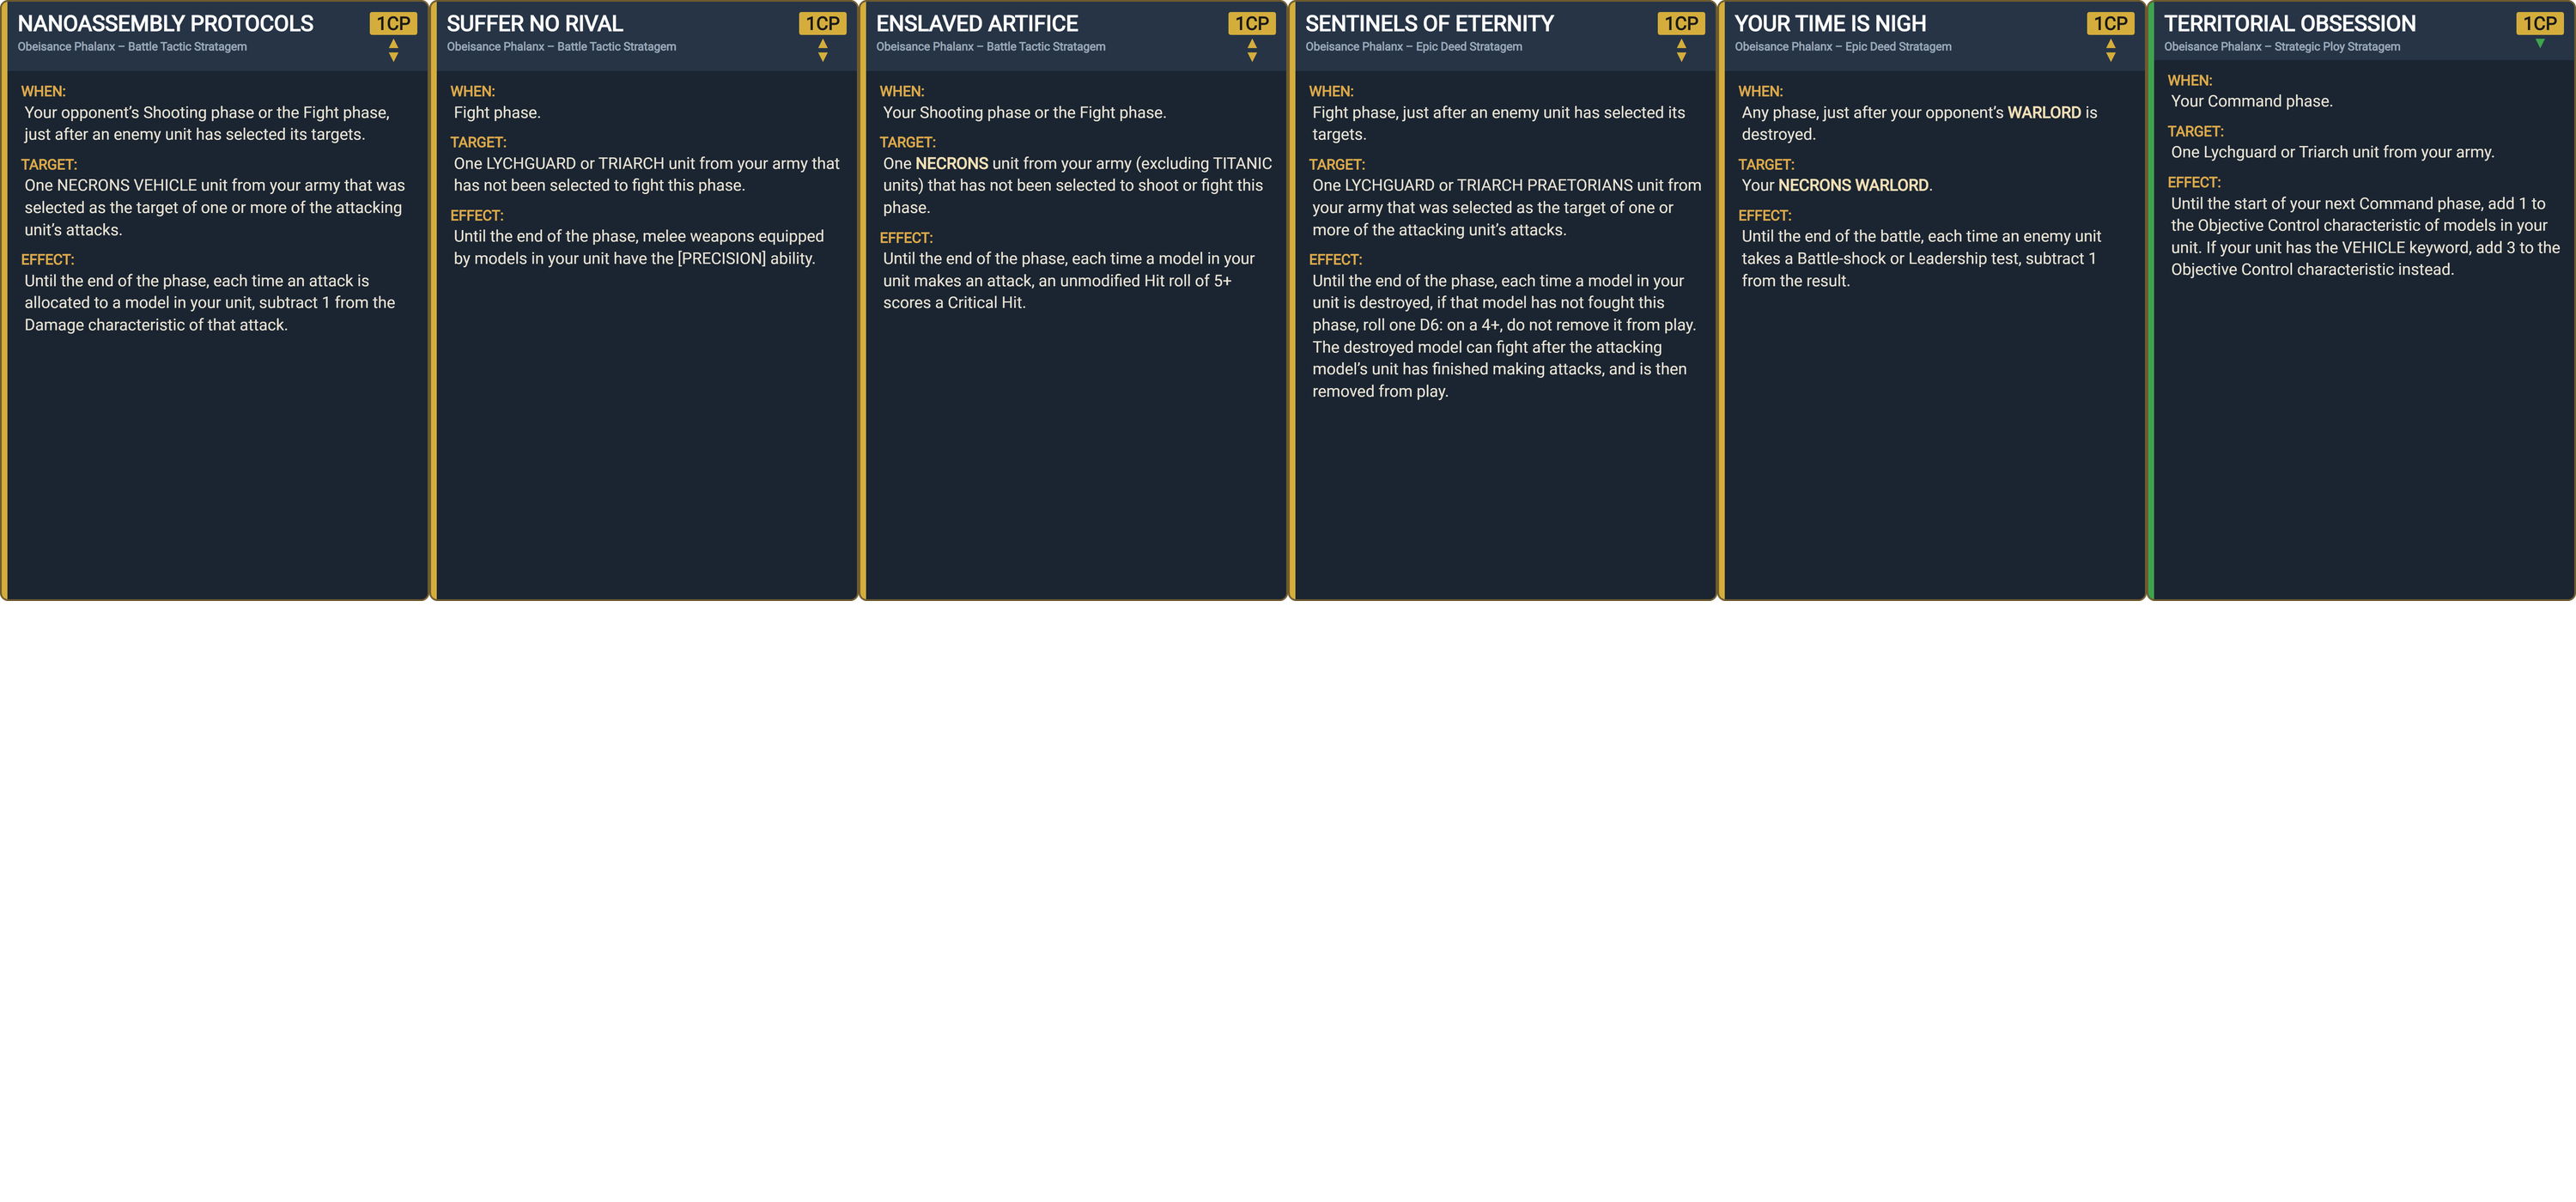 NANOASSEMBLY PROTOCOLS
1CP
Obeisance Phalanx – Battle Tactic Stratagem
WHEN:
Your opponent’s Shooting phase or the Fight phase,
just after an enemy unit has selected its targets.
TARGET:
One NECRONS VEHICLE unit from your army that was
selected as the target of one or more of the attacking
unit’s attacks.
EFFECT:
Until the end of the phase, each time an attack is
allocated to a model in your unit, subtract 1 from the
Damage characteristic of that attack.
SUFFER NO RIVAL
1CP
Obeisance Phalanx – Battle Tactic Stratagem
WHEN:
Fight phase.
TARGET:
One LYCHGUARD or TRIARCH unit from your army that
has not been selected to fight this phase.
EFFECT:
Until the end of the phase, melee weapons equipped
by models in your unit have the [PRECISION] ability.
ENSLAVED ARTIFICE
1CP
Obeisance Phalanx – Battle Tactic Stratagem
WHEN:
Your Shooting phase or the Fight phase.
TARGET:
One NECRONS unit from your army (excluding TITANIC
units) that has not been selected to shoot or fight this
phase.
EFFECT:
Until the end of the phase, each time a model in your
unit makes an attack, an unmodified Hit roll of 5+
scores a Critical Hit.
SENTINELS OF ETERNITY
1CP
Obeisance Phalanx – Epic Deed Stratagem
WHEN:
Fight phase, just after an enemy unit has selected its
targets.
TARGET:
One LYCHGUARD or TRIARCH PRAETORIANS unit from
your army that was selected as the target of one or
more of the attacking unit’s attacks.
EFFECT:
Until the end of the phase, each time a model in your
unit is destroyed, if that model has not fought this
phase, roll one D6: on a 4+, do not remove it from play.
The destroyed model can fight after the attacking
model’s unit has finished making attacks, and is then
removed from play.
YOUR TIME IS NIGH
1CP
Obeisance Phalanx – Epic Deed Stratagem
WHEN:
Any phase, just after your opponent’s WARLORD is
destroyed.
TARGET:
Your NECRONS WARLORD.
EFFECT:
Until the end of the battle, each time an enemy unit
takes a Battle-shock or Leadership test, subtract 1
from the result.
TERRITORIAL OBSESSION
1CP
Obeisance Phalanx – Strategic Ploy Stratagem
WHEN:
Your Command phase.
TARGET:
One Lychguard or Triarch unit from your army.
EFFECT:
Until the start of your next Command phase, add 1 to
the Objective Control characteristic of models in your
unit. If your unit has the VEHICLE keyword, add 3 to the
Objective Control characteristic instead.